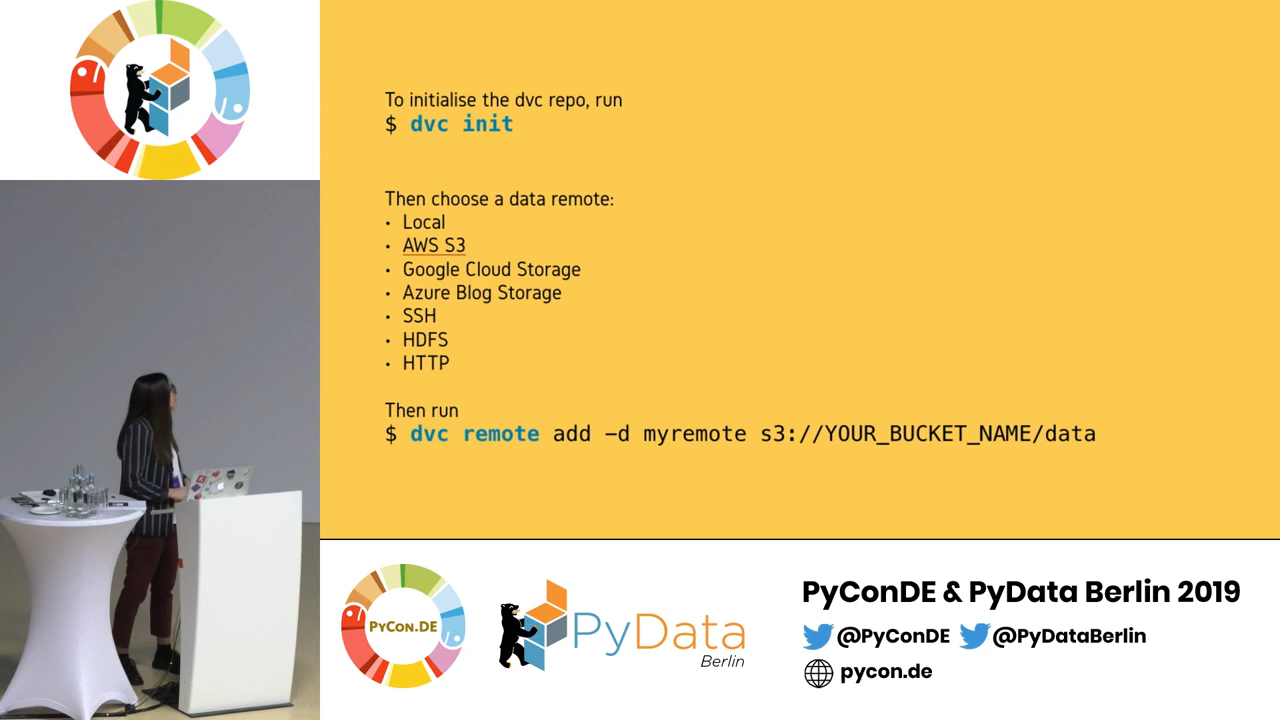 To initialise the dvc repo, run
$ dvc init
Then choose a data remote:
• Local
• AWS S3
• Google Cloud Storage
• Azure Blog Storage
• SSH
• HDFS
• HTTP
Then run
$ dvc remote add -d myremote s3://YOUR_BUCKET_NAME/data
PYCON.DE
PyData
Berlin
PyConDE & PyData Berlin 2019
@PyConDE @PyDataBerlin
pycon.de